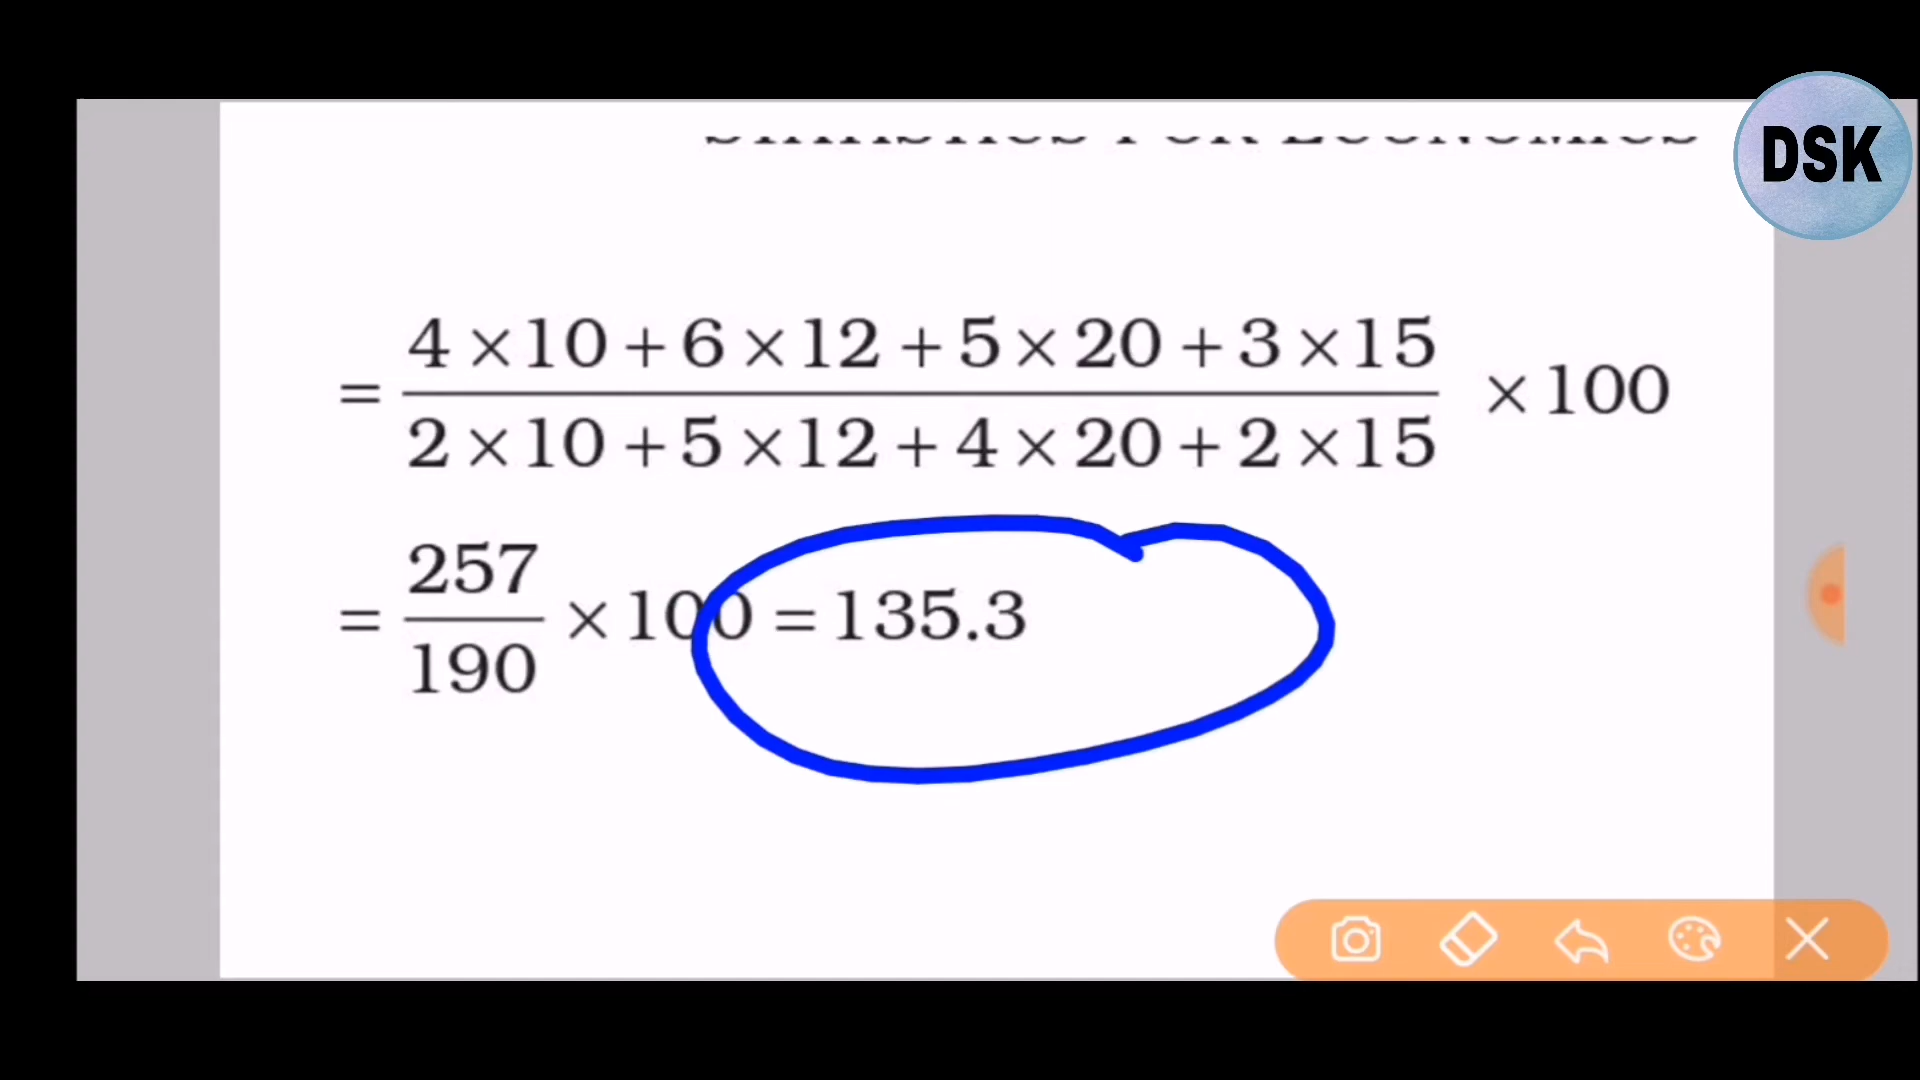 DSK
= 4 ×10 + 6 ×12 + 5 × 20 + 3 ×15 / 2 ×10 + 5 ×12 + 4 × 20 + 2 ×15 ×100
= 257 / 190 × 100 = 135.3